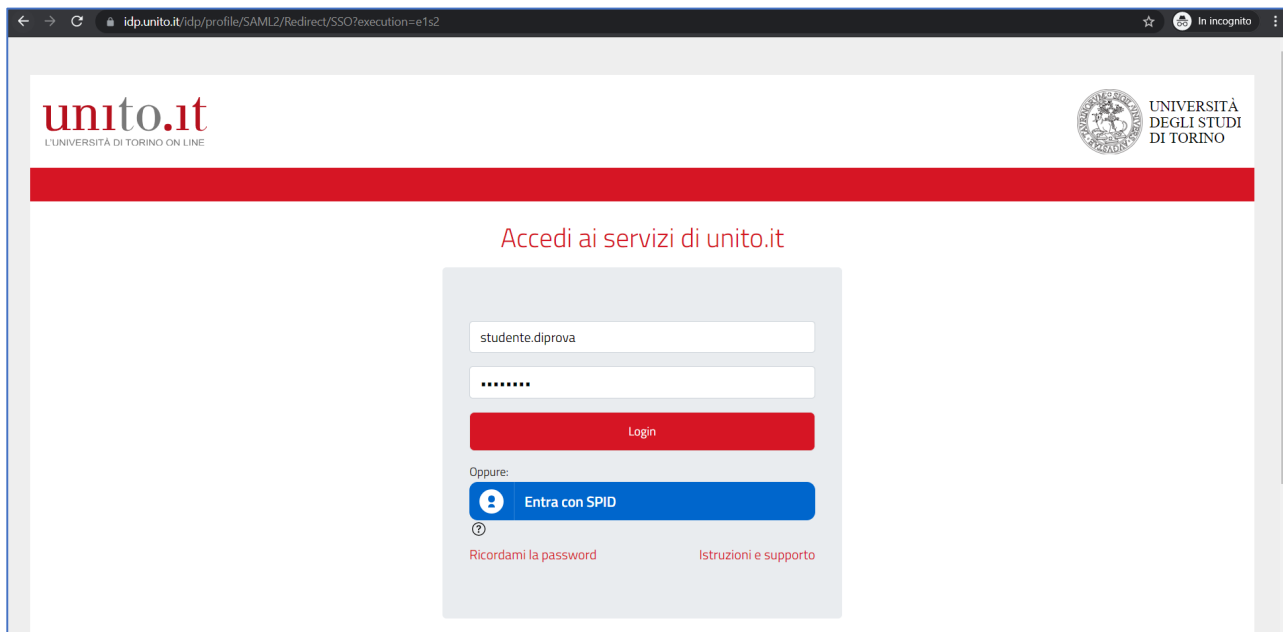 idp.unito.it/idp/profile/SAML2/Redirect/SSO?execution=e1s2
In incognito
unito.it
L'UNIVERSITÀ DI TORINO ON LINE
UNIVERSITÀ
DEGLI STUDI
DI TORINO
Accedi ai servizi di unito.it
studente.diprova
••••••••
Login
Oppure:
Entra con SPID
?
Ricordami la password
Istruzioni e supporto